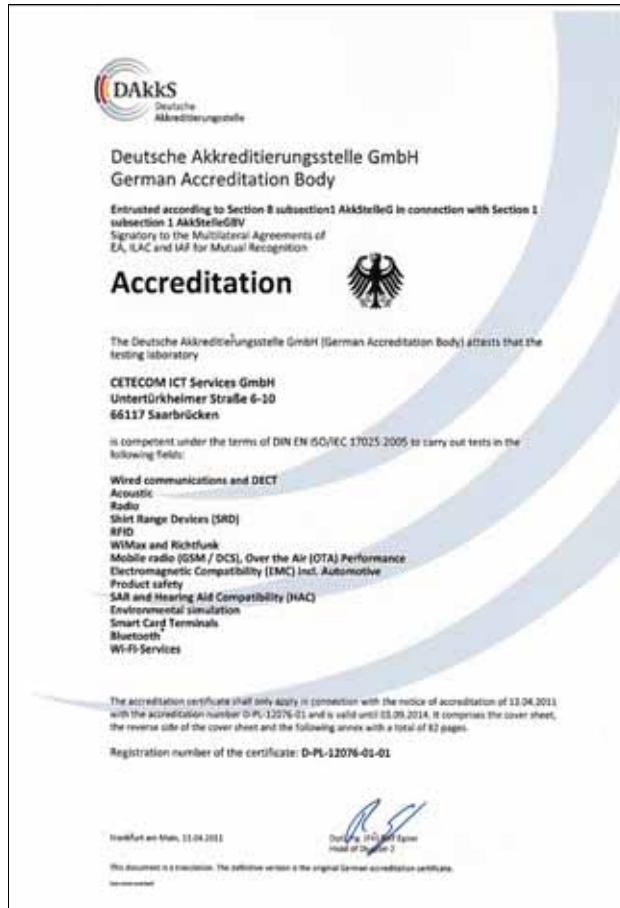 DAkkS
Deutsche
Akkreditierungsstelle
Deutsche Akkreditierungsstelle GmbH
German Accreditation Body
Entrusted according to Section 8 subsection1 AkkStelleG in connection with Section 1
subsection 1 AkkStelleGBV
Signatory to the Multilateral Agreements of
EA, ILAC and IAF for Mutual Recognition
Accreditation
The Deutsche Akkreditierungsstelle GmbH (German Accreditation Body) attests that the
testing laboratory
CETECOM ICT Services GmbH
Untertürkheimer Straße 6-10
66117 Saarbrücken
is competent under the terms of DIN EN ISO/IEC 17025:2005 to carry out tests in the
following fields:
Wired communications and DECT
Acoustic
Radio
Shirt Range Devices (SRD)
RFID
WiMax and Richtfunk
Mobile radio (GSM / DCS), Over the Air (OTA) Performance
Electromagnetic Compatibility (EMC) incl. Automotive
Product safety
SAR and Hearing Aid Compatibility (HAC)
Environmental simulation
Smart Card Terminals
Bluetooth
Wi-Fi-Services
The accreditation certificate shall only apply in connection with the notice of accreditation of 13.04.2011
with the accreditation number D-PL-12076-01 and is valid until 03.09.2014. It comprises the cover sheet,
the reverse side of the cover sheet and the following annex with a total of 82 pages.
Registration number of the certificate: D-PL-12076-01-01
Frankfurt am Main, 13.04.2011
Egner
Head of Division 2
This document is a translation. The definitive version is the original German accreditation certificate.